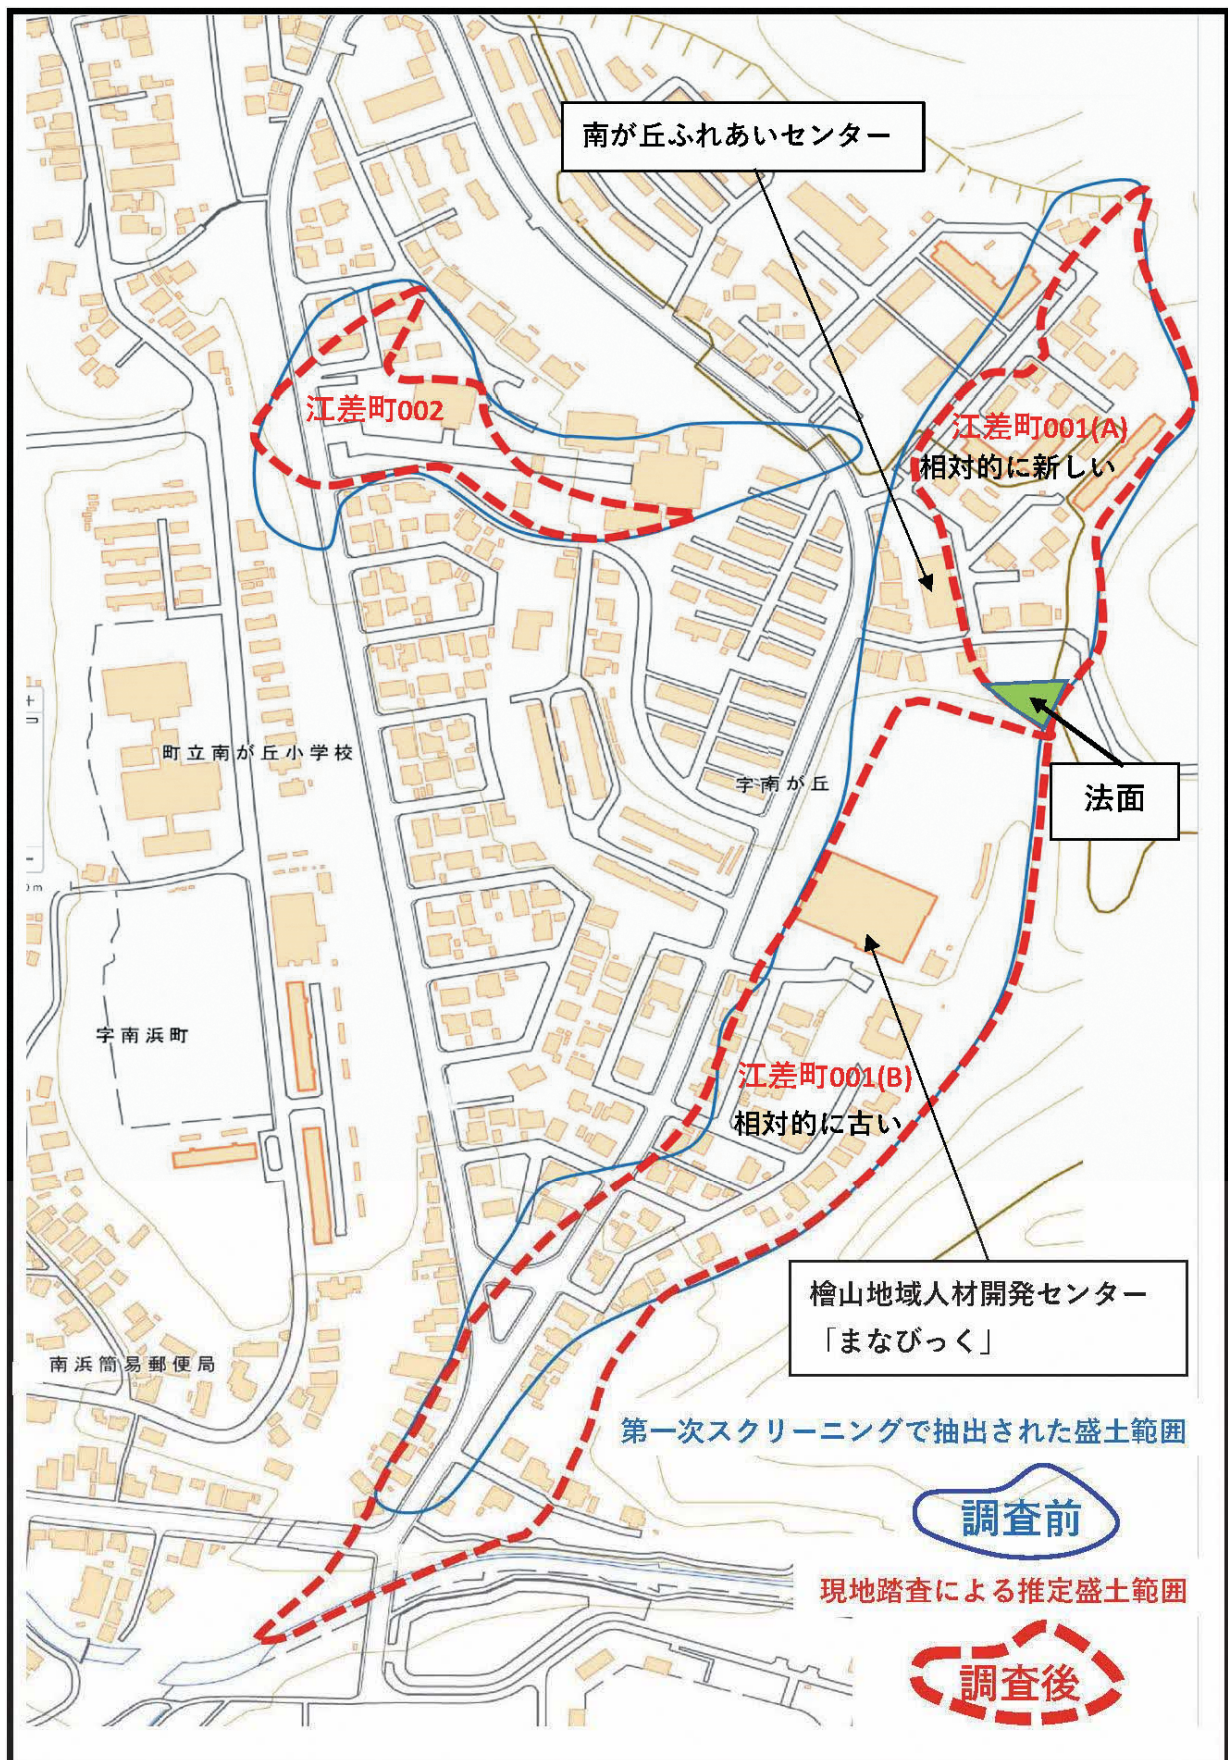 南が丘ふれあいセンター
江差町002
江差町001(A)
相対的に新しい
町立南が丘小学校
字南が丘
法面
字南浜町
江差町001(B)
相対的に古い
檜山地域人材開発センター
「まなびっく」
南浜簡易郵便局
第一次スクリーニングで抽出された盛土範囲
調査前
現地踏査による推定盛土範囲
調査後